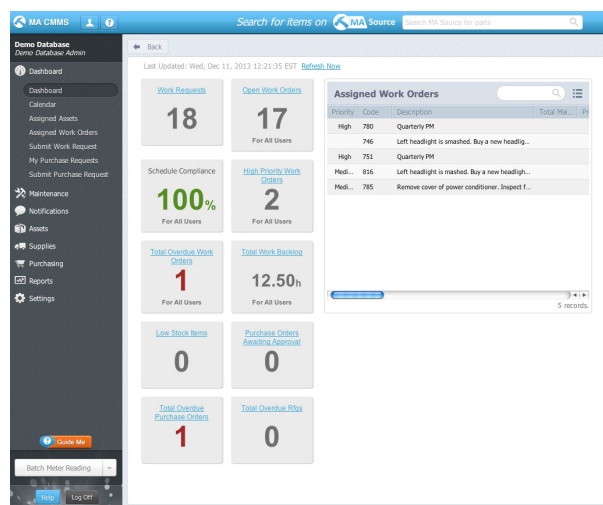 MA CMMS
Search for items on MA Source
Search MA Source for parts
Demo Database
Demo Database Admin
Dashboard
Dashboard
Calendar
Assigned Assets
Assigned Work Orders
Submit Work Request
My Purchase Requests
Submit Purchase Request
Maintenance
Notifications
Assets
Supplies
Purchasing
Reports
Settings
Guide Me
Batch Meter Reading
Help
Log Off
Back
Last Updated: Wed, Dec 11, 2013 12:21:35 EST Refresh Now
Work Requests
18
Open Work Orders
17
For All Users
Schedule Compliance
100%
For All Users
High Priority Work
Orders
2
For All Users
Total Overdue Work
Orders
1
For All Users
Total Work Backlog
12.50h
For All Users
Low Stock Items
0
Purchase Orders
Awaiting Approval
0
Total Overdue
Purchase Orders
1
Total Overdue Rfqs
0
Assigned Work Orders
Priority Code Description Total Mai... Pr
High 780 Quarterly PM
746 Left headlight is smashed. Buy a new headlig...
High 751 Quarterly PM
Medi... 816 Left headlight is mashed. Buy a new headligh...
Medi... 785 Remove cover of power conditioner. Inspect f...
5 records.